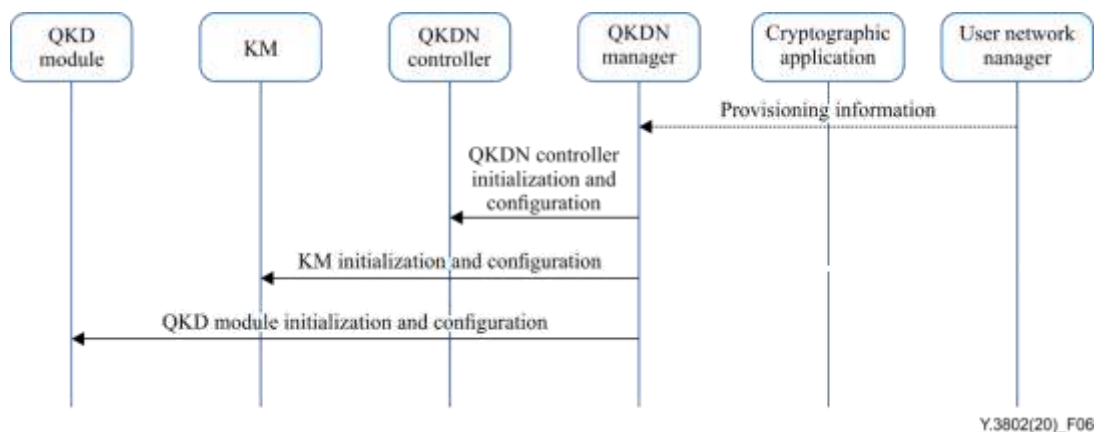 QKD
module
KM
QKDN
controller
QKDN
manager
Cryptographic
application
User network
nanager
Provisioning information
QKDN controller
initialization and
configuration
KM initialization and configuration
QKD module initialization and configuration
Y.3802(20)_F06